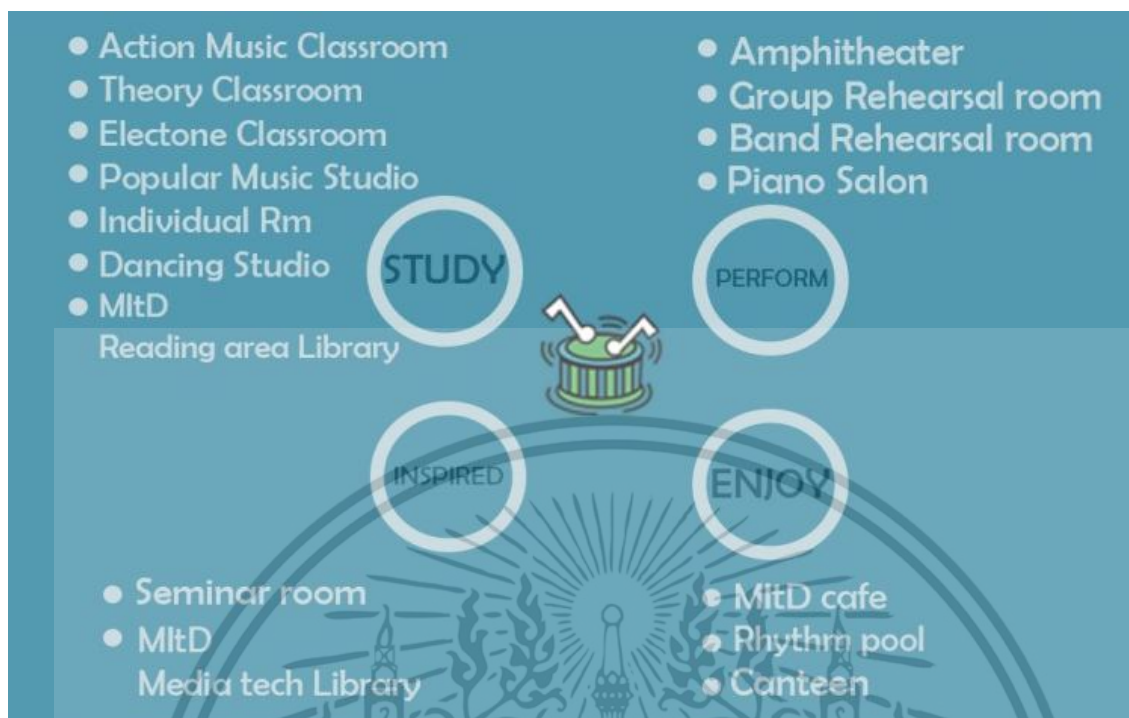 ● Action Music Classroom
● Theory Classroom
● Electone Classroom
● Popular Music Studio
● Individual Rm
● Dancing Studio
● MItD
Reading area Library
STUDY
● Amphitheater
● Group Rehearsal room
● Band Rehearsal room
● Piano Salon
PERFORM
INSPIRED
● Seminar room
● MItD
Media tech Library
ENJOY
● MitD cafe
● Rhythm pool
● Canteen